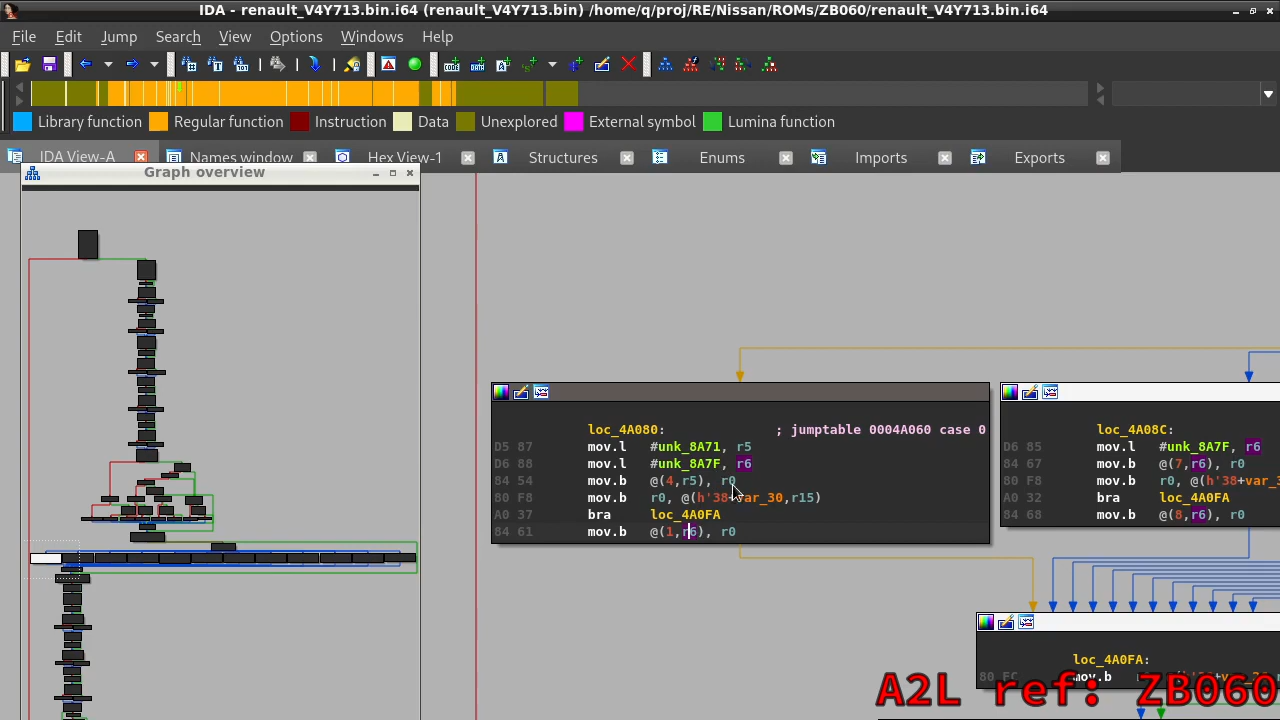 IDA - renault_V4Y713.bin.i64 (renault_V4Y713.bin) /home/q/proj/RE/Nissan/ROMs/ZB060/renault_V4Y713.bin.i64
File Edit Jump Search View Options Windows Help
Library function Regular function Instruction Data Unexplored External symbol Lumina function
IDA View-A Names window Hex View-1 Structures Enums Imports Exports
Graph overview
loc_4A080: ; jumptable 0004A060 case 0
D5 87 mov.l #unk_8A71, r5
D6 88 mov.l #unk_8A7F, r6
84 54 mov.b @(4,r5), r0
80 F8 mov.b r0, @(h'38+var_30,r15)
A0 37 bra loc_4A0FA
84 61 mov.b @(1,r6), r0
loc_4A08C:
D6 85 mov.l #unk_8A7F, r6
84 67 mov.b @(7,r6), r0
80 F8 mov.b r0, @(h'38+var_3
A0 32 bra loc_4A0FA
84 68 mov.b @(8,r6), r0
loc_4A0FA:
80 FC mov.b
A2L ref: ZB060